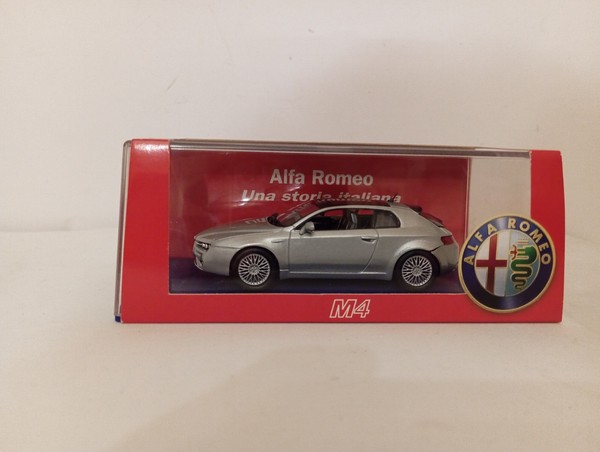 Alfa Romeo
Una storia italiana
ALFA ROMEO
M4